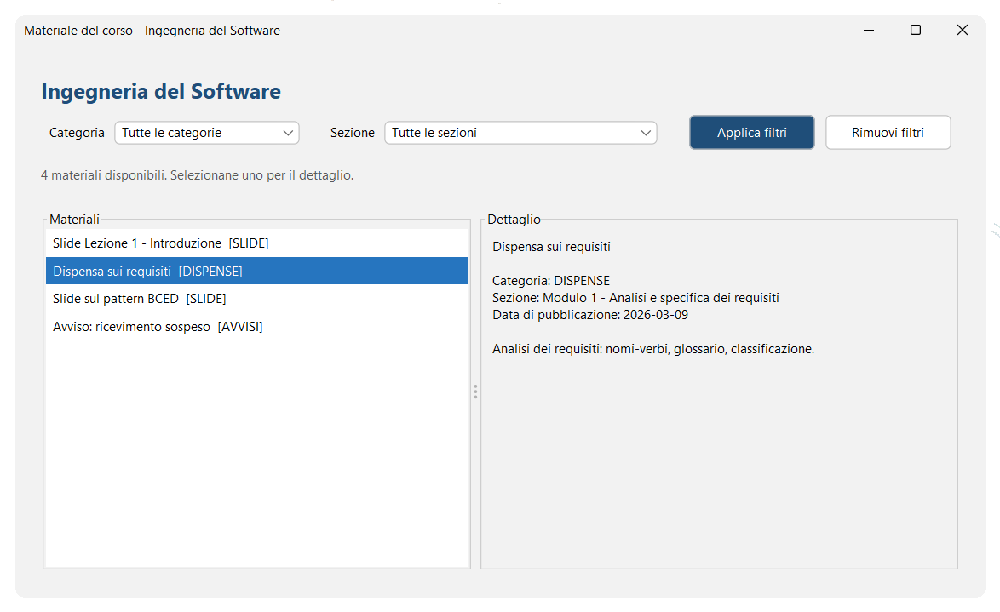 Materiale del corso - Ingegneria del Software
Ingegneria del Software
Categoria Tutte le categorie Sezione Tutte le sezioni Applica filtri Rimuovi filtri
4 materiali disponibili. Selezionane uno per il dettaglio.
Materiali
Slide Lezione 1 - Introduzione [SLIDE]
Dispensa sui requisiti [DISPENSE]
Slide sul pattern BCED [SLIDE]
Avviso: ricevimento sospeso [AVVISI]
Dettaglio
Dispensa sui requisiti
Categoria: DISPENSE
Sezione: Modulo 1 - Analisi e specifica dei requisiti
Data di pubblicazione: 2026-03-09
Analisi dei requisiti: nomi-verbi, glossario, classificazione.